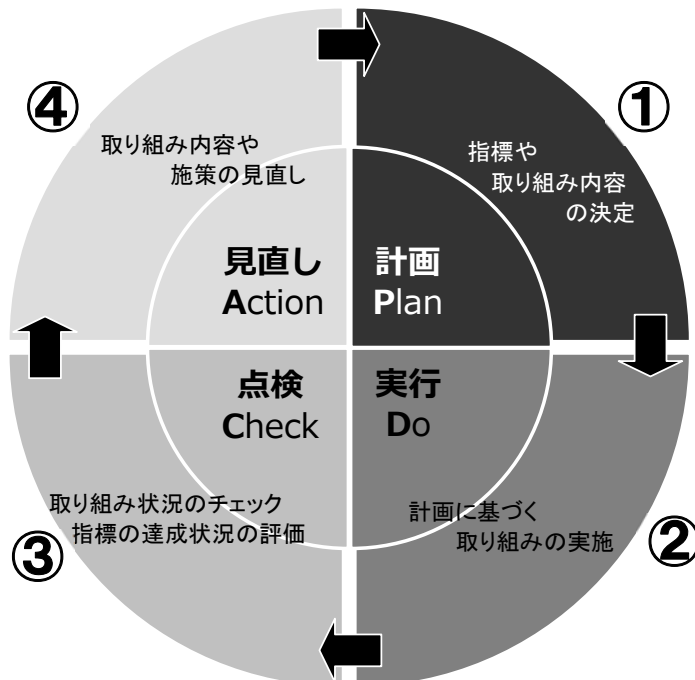 ①
指標や
取り組み内容
の決定
計画
Plan
②
実行
Do
計画に基づく
取り組みの実施
③
点検
Check
取り組み状況のチェック
指標の達成状況の評価
④
取り組み内容や
施策の見直し
見直し
Action